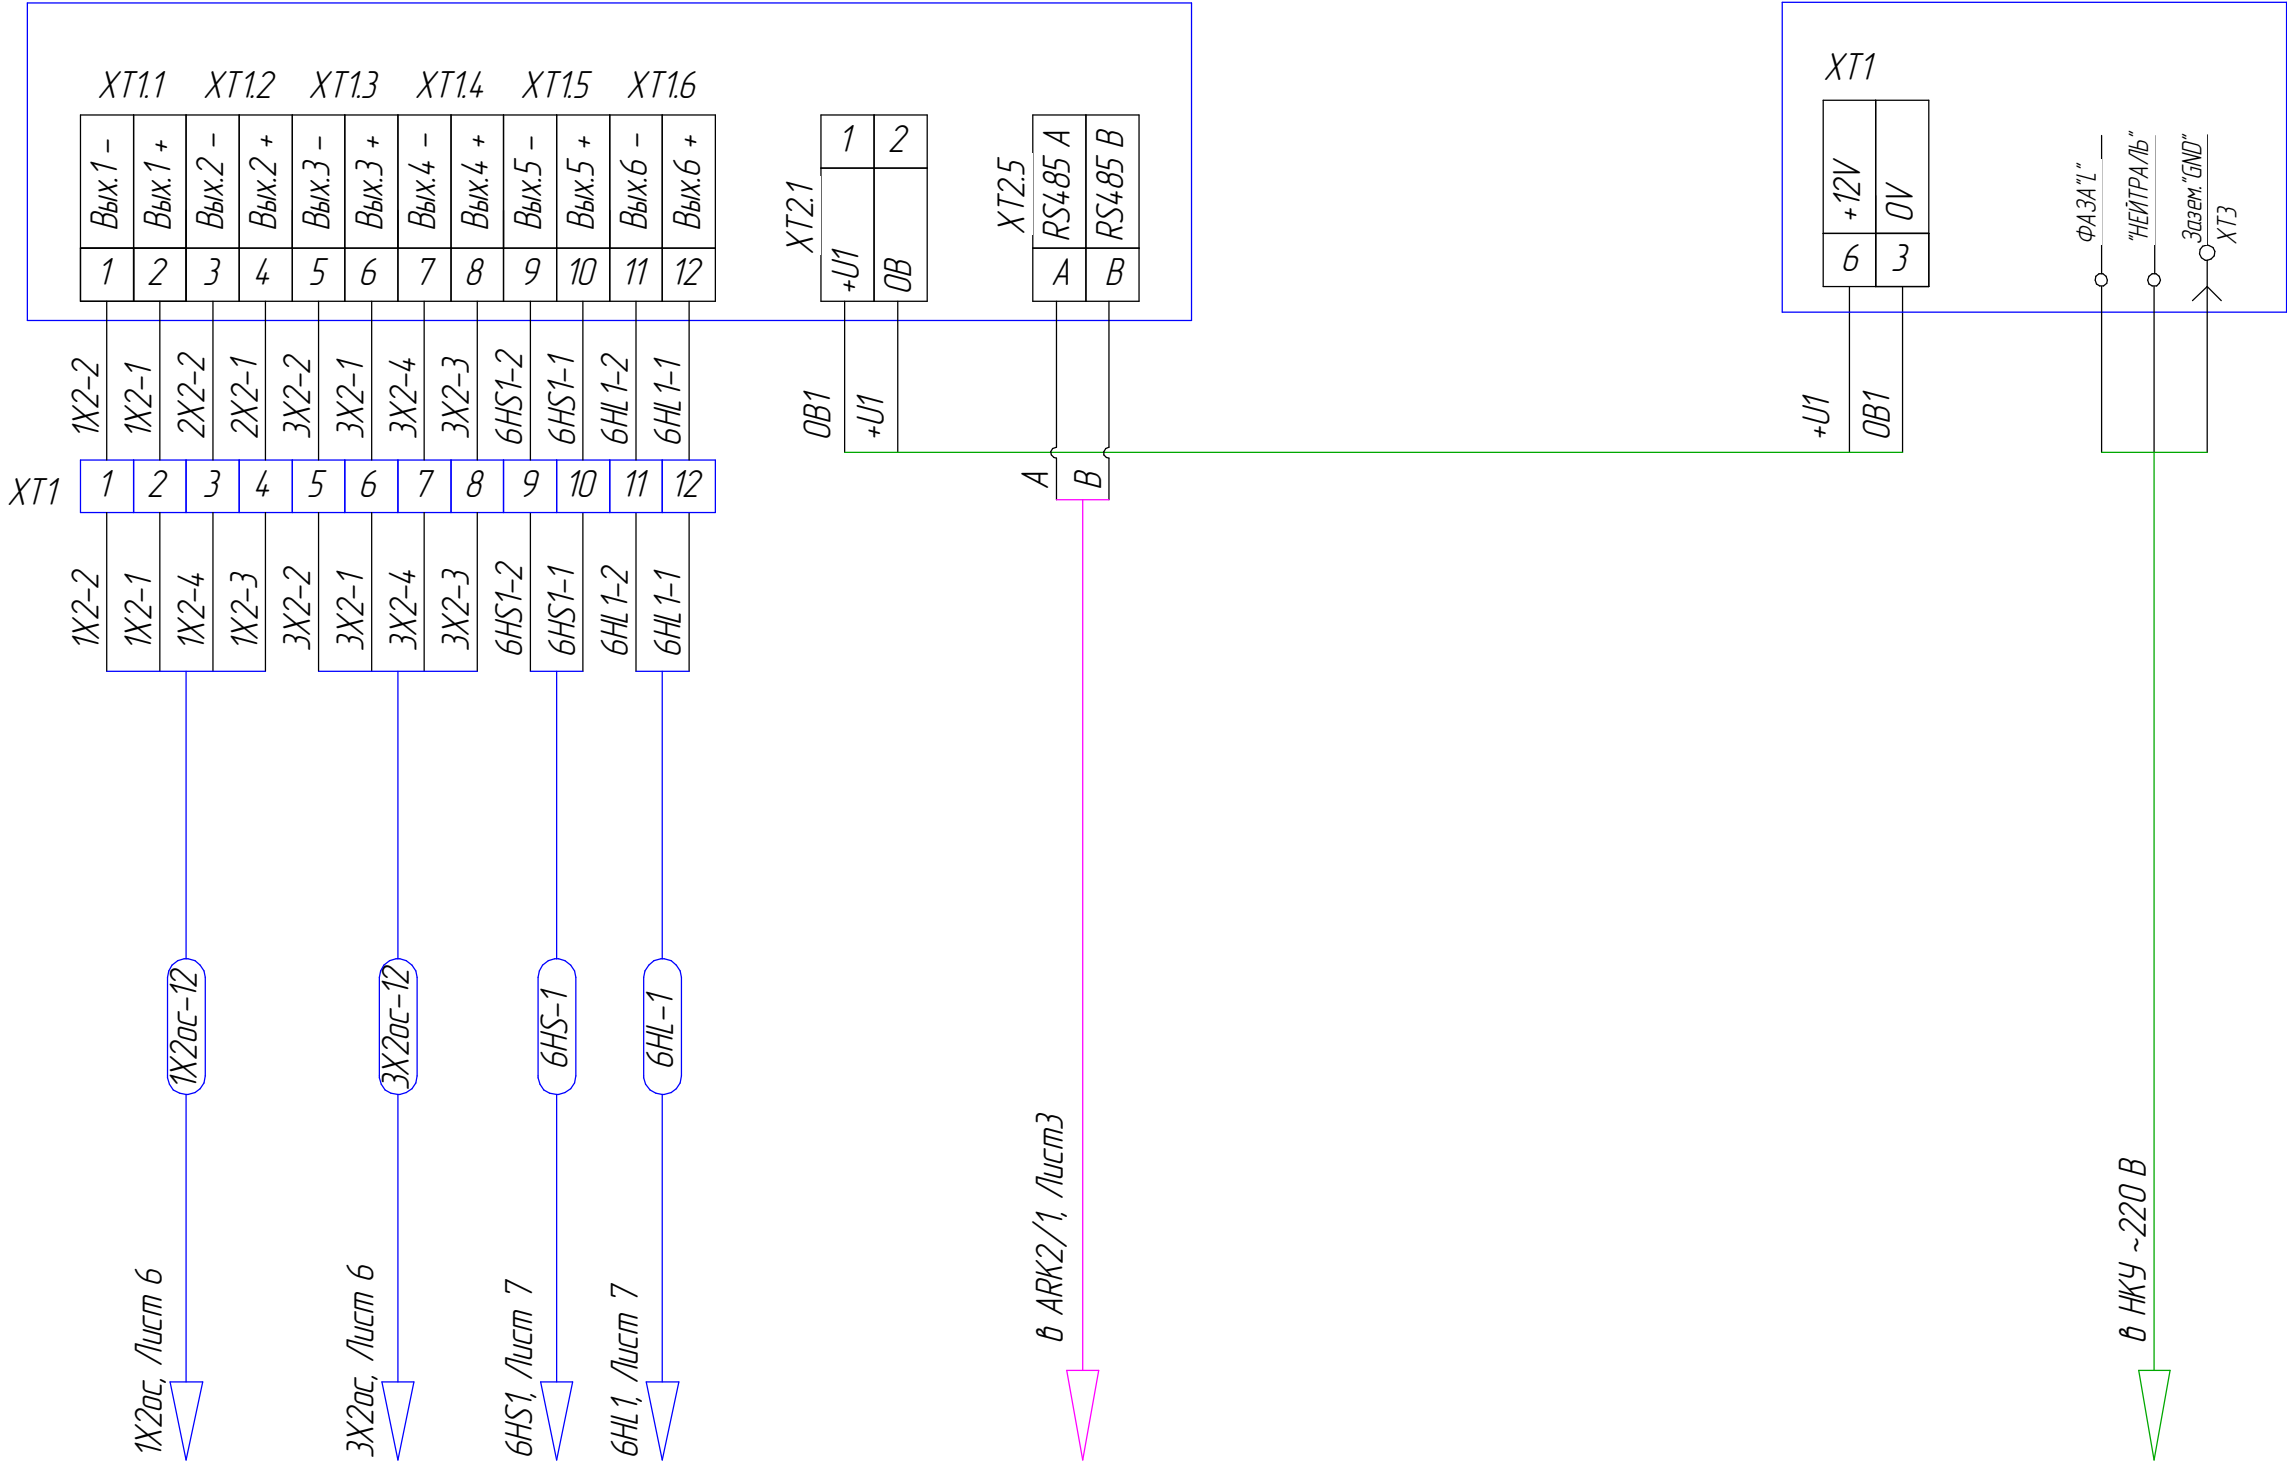 XT1.1 XT1.2 XT1.3 XT1.4 XT1.5 XT1.6
Вых.1 - Вых.1 + Вых.2 - Вых.2 + Вых.3 - Вых.3 + Вых.4 - Вых.4 + Вых.5 - Вых.5 + Вых.6 - Вых.6 +
1 2 3 4 5 6 7 8 9 10 11 12
XT2.1
1 2
+U1 0В
XT2.5
RS485 A RS485 B
A B
XT1
+12V 0V
6 3
ФАЗА"L"
"НЕЙТРАЛЬ"
Зазем."GND"
XT3
1X2-2 1X2-1 2X2-2 2X2-1 3X2-2 3X2-1 3X2-4 3X2-3 6HS1-2 6HS1-1 6HL1-2 6HL1-1
0В1 +U1
A B
+U1 0В1
XT1
1 2 3 4 5 6 7 8 9 10 11 12
1X2-2 1X2-1 1X2-4 1X2-3 3X2-2 3X2-1 3X2-4 3X2-3 6HS1-2 6HS1-1 6HL1-2 6HL1-1
1X2ос-12
3X2ос-12
6HS-1
6HL-1
1X2ос, Лист 6
3X2ос, Лист 6
6HS1, Лист 7
6HL1, Лист 7
в ARK2/1, Лист3
в НКУ ~220 В